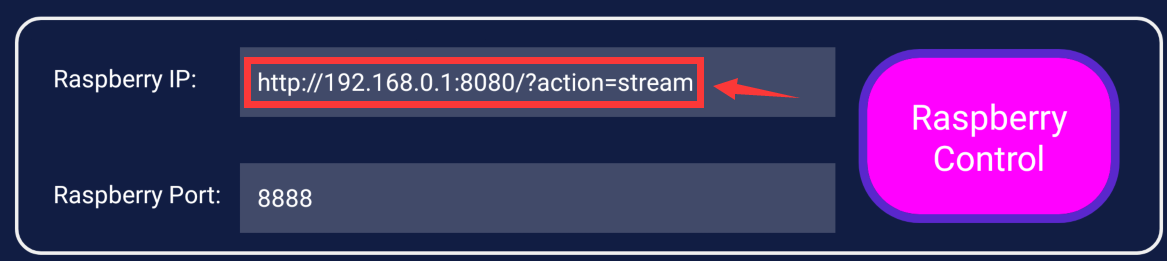 Raspberry IP:
http://192.168.0.1:8080/?action=stream
Raspberry Port:
8888
Raspberry
Control